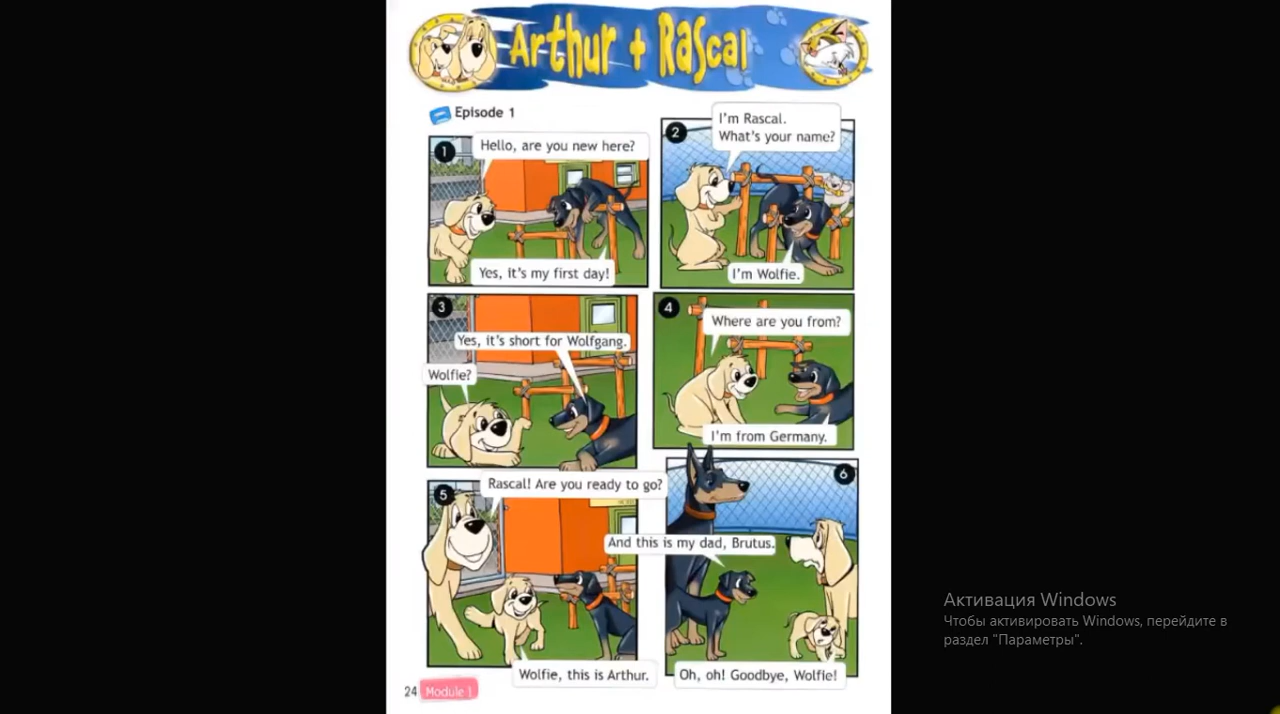 Arthur + Rascal
Episode 1
1
Hello, are you new here?
Yes, it's my first day!
2
I'm Rascal.
What's your name?
I'm Wolfie.
3
Wolfie?
Yes, it's short for Wolfgang.
4
Where are you from?
I'm from Germany.
5
Rascal! Are you ready to go?
Wolfie, this is Arthur.
6
And this is my dad, Brutus.
Oh, oh! Goodbye, Wolfie!
24 Module 1
Активация Windows
Чтобы активировать Windows, перейдите в
раздел "Параметры".